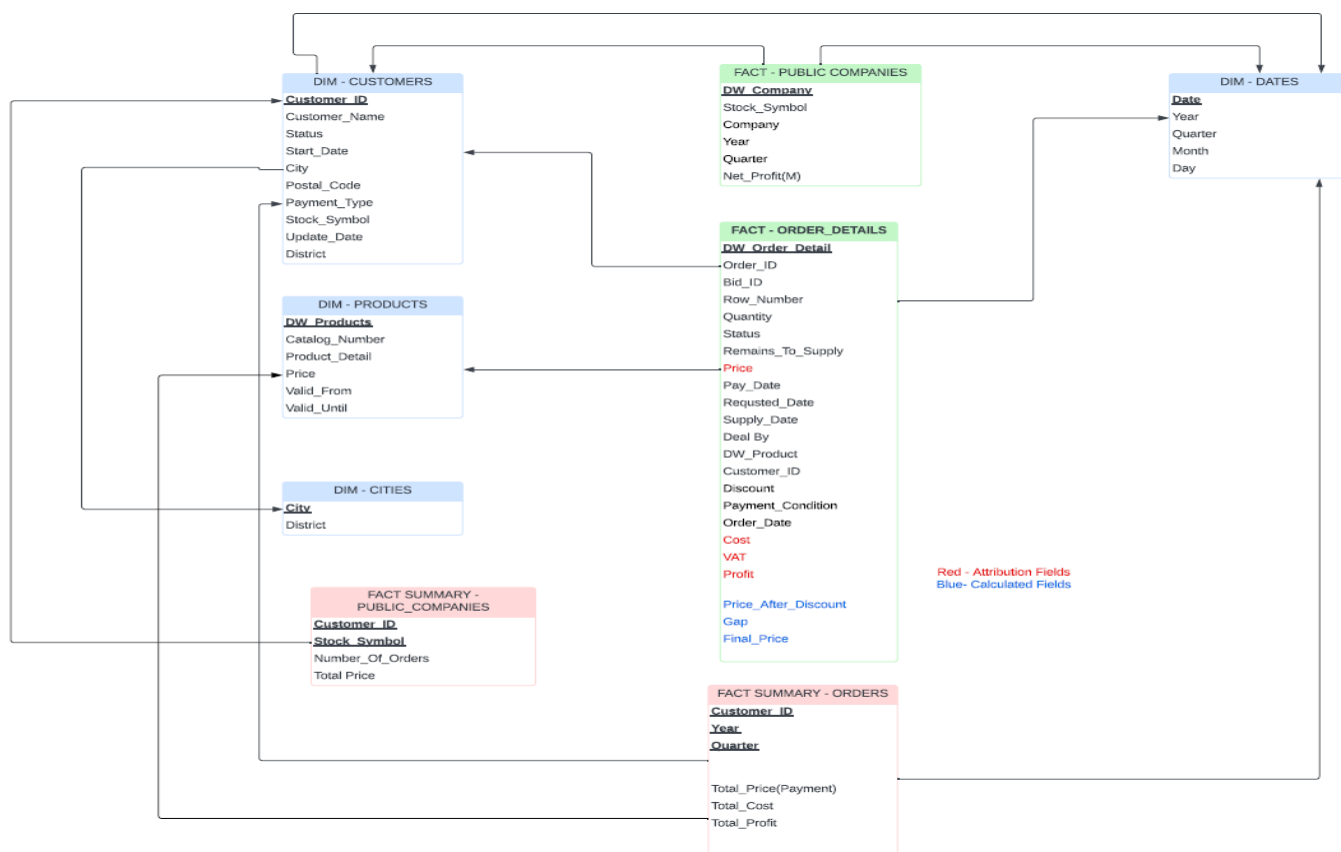 DIM - CUSTOMERS
Customer_ID
Customer_Name
Status
Start_Date
City
Postal_Code
Payment_Type
Stock_Symbol
Update_Date
District
FACT - PUBLIC COMPANIES
DW_Company
Stock_Symbol
Company
Year
Quarter
Net_Profit(M)
DIM - DATES
Date
Year
Quarter
Month
Day
DIM - PRODUCTS
DW_Products
Catalog_Number
Product_Detail
Price
Valid_From
Valid_Until
FACT - ORDER_DETAILS
DW_Order_Detail
Order_ID
Bid_ID
Row_Number
Quantity
Status
Remains_To_Supply
Price
Pay_Date
Requsted_Date
Supply_Date
Deal By
DW_Product
Customer_ID
Discount
Payment_Condition
Order_Date
Cost
VAT
Profit
Price_After_Discount
Gap
Final_Price
DIM - CITIES
City
District
Red - Attribution Fields
Blue- Calculated Fields
FACT SUMMARY -
PUBLIC_COMPANIES
Customer_ID
Stock_Symbol
Number_Of_Orders
Total Price
FACT SUMMARY - ORDERS
Customer_ID
Year
Quarter
Total_Price(Payment)
Total_Cost
Total_Profit